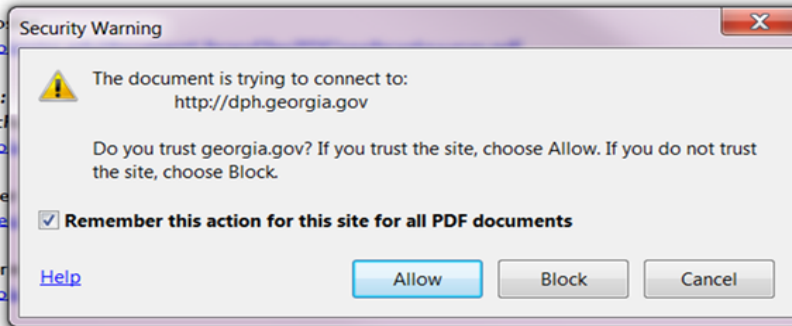 Security Warning
The document is trying to connect to:
http://dph.georgia.gov
Do you trust georgia.gov? If you trust the site, choose Allow. If you do not trust
the site, choose Block.
Remember this action for this site for all PDF documents
Help
Allow
Block
Cancel